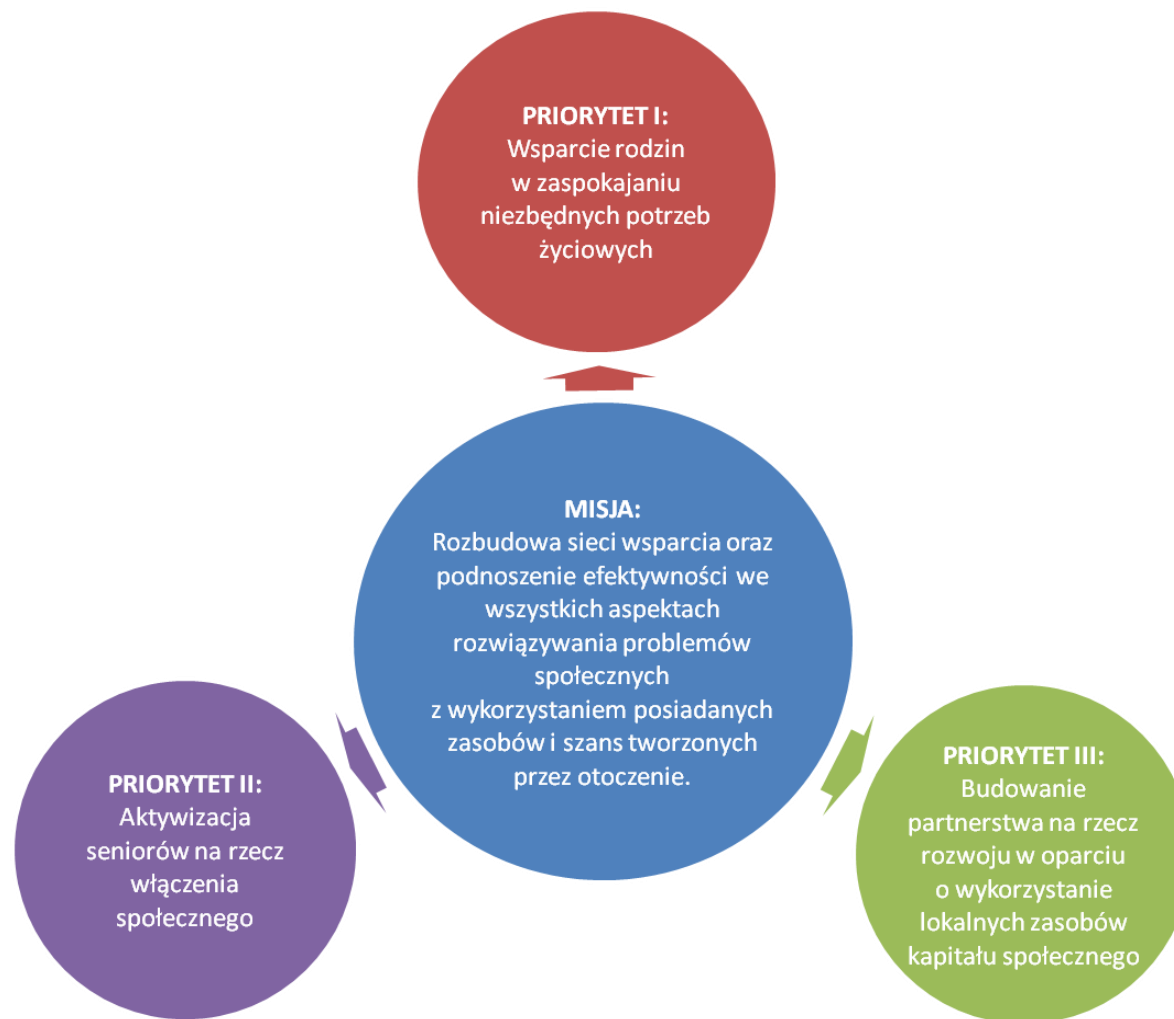 PRIORYTET I:
Wsparcie rodzin
w zaspokajaniu
niezbędnych potrzeb
życiowych
MISJA:
Rozbudowa sieci wsparcia oraz
podnoszenie efektywności we
wszystkich aspektach
rozwiązywania problemów
społecznych
z wykorzystaniem posiadanych
zasobów i szans tworzonych
przez otoczenie.
PRIORYTET II:
Aktywizacja
seniorów na rzecz
włączenia
społecznego
PRIORYTET III:
Budowanie
partnerstwa na rzecz
rozwoju w oparciu
o wykorzystanie
lokalnych zasobów
kapitału społecznego